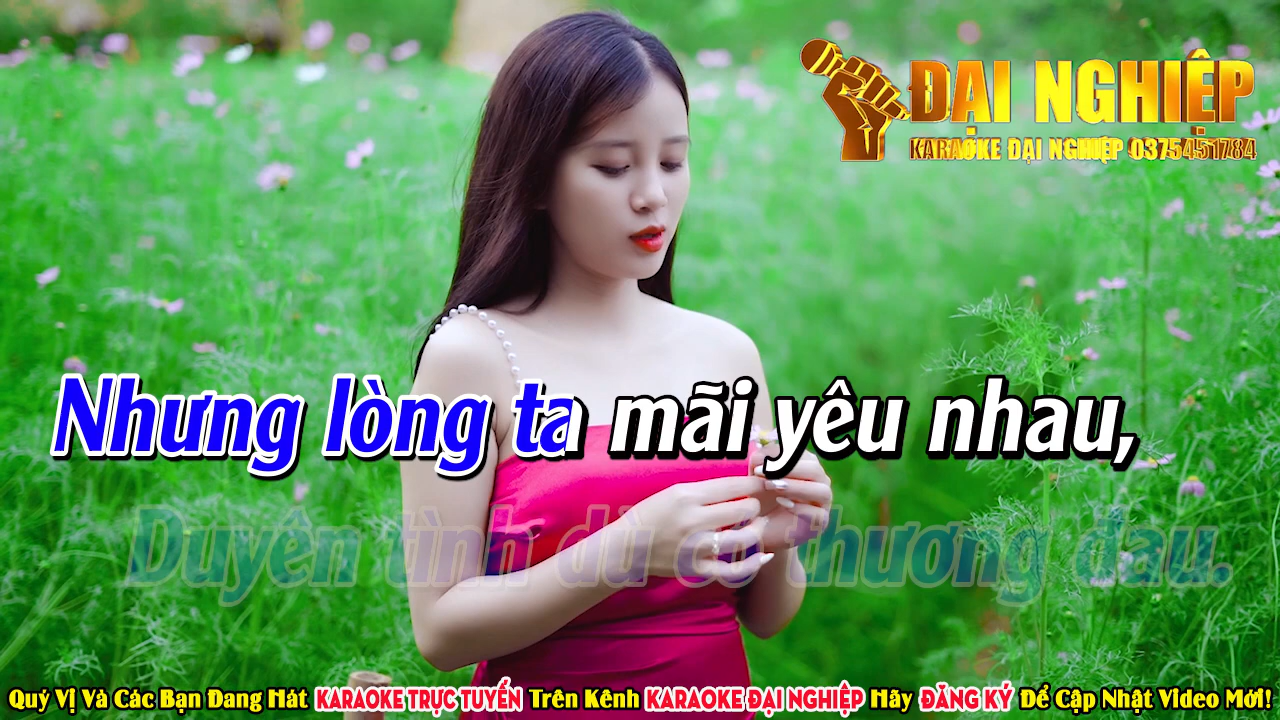 ĐẠI NGHIỆP
KARAOKE ĐẠI NGHIỆP 0375451784
Nhưng lòng ta mãi yêu nhau,
Duyên tình dù có thương đau.
Quý Vị Và Các Bạn Đang Hát KARAOKE TRỰC TUYẾN Trên Kênh KARAOKE ĐẠI NGHIỆP Hãy ĐĂNG KÝ Để Cập Nhật Video Mới!